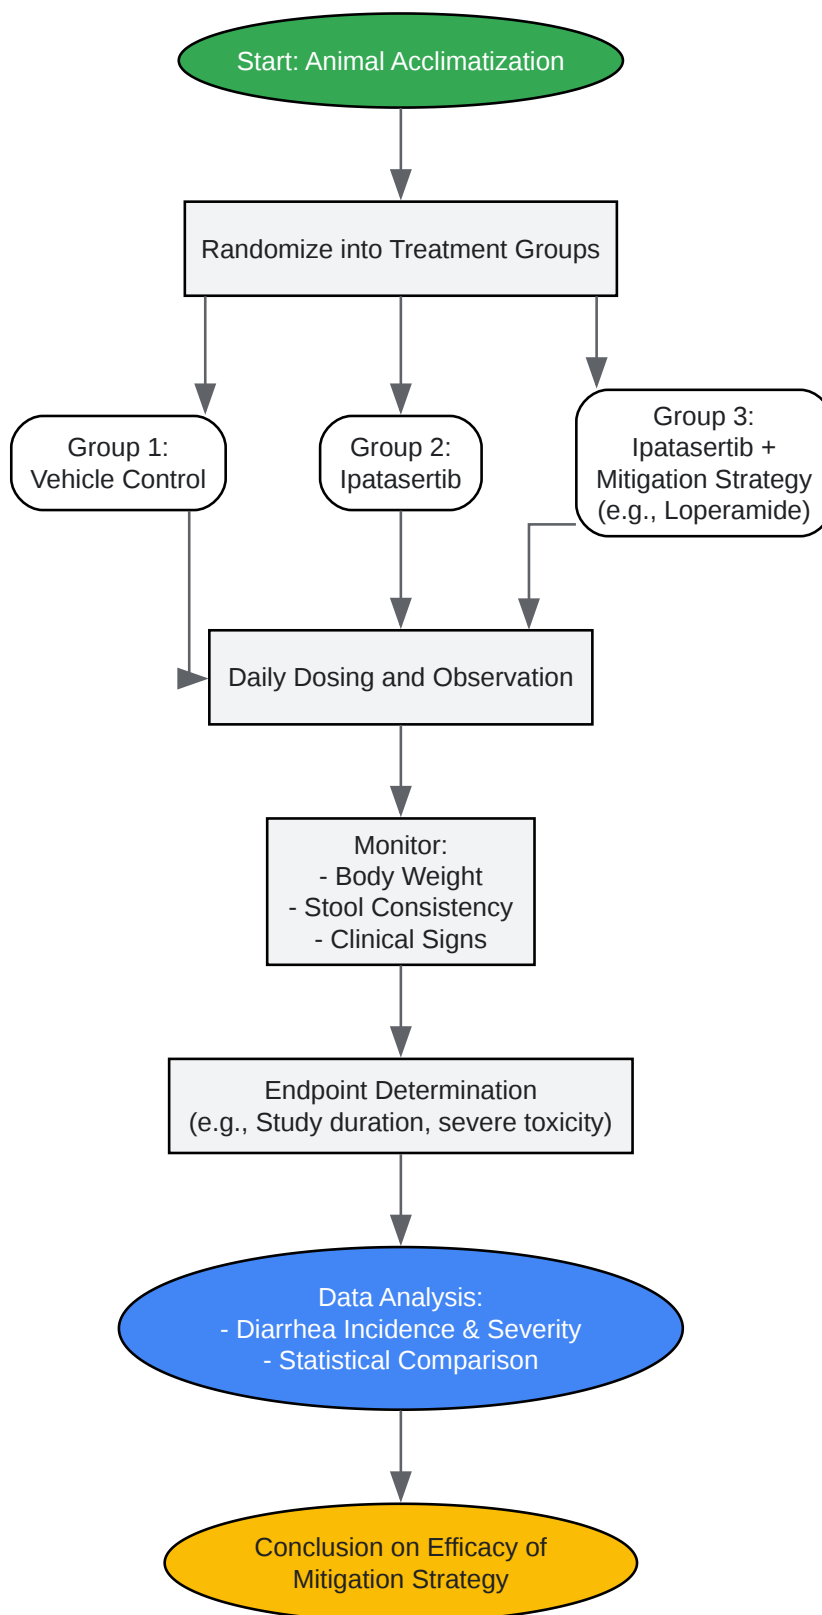 Start: Animal Acclimatization
Randomize into Treatment Groups
Group 1:
Vehicle Control
Group 2:
Ipatasertib
Group 3:
Ipatasertib +
Mitigation Strategy
(e.g., Loperamide)
Daily Dosing and Observation
Monitor:
- Body Weight
- Stool Consistency
- Clinical Signs
Endpoint Determination
(e.g., Study duration, severe toxicity)
Data Analysis:
- Diarrhea Incidence & Severity
- Statistical Comparison
Conclusion on Efficacy of
Mitigation Strategy